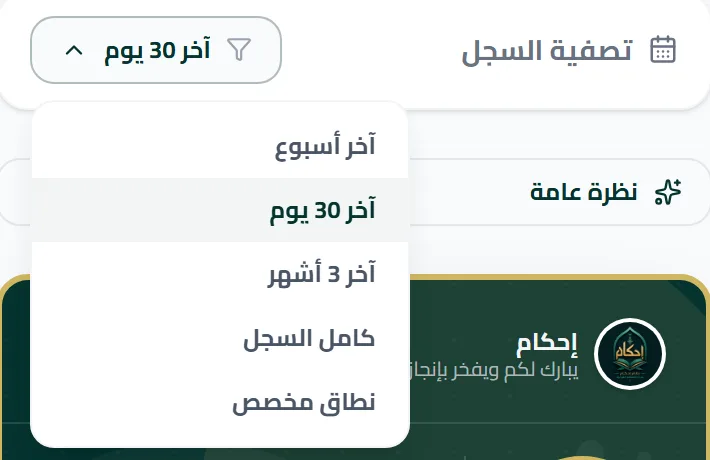 تصفية السجل
آخر 30 يوم
آخر أسبوع
آخر 30 يوم
آخر 3 أشهر
كامل السجل
نطاق مخصص
نظرة عامة
إحكام
إحكام
يبارك لكم ويفخر بإنجاز